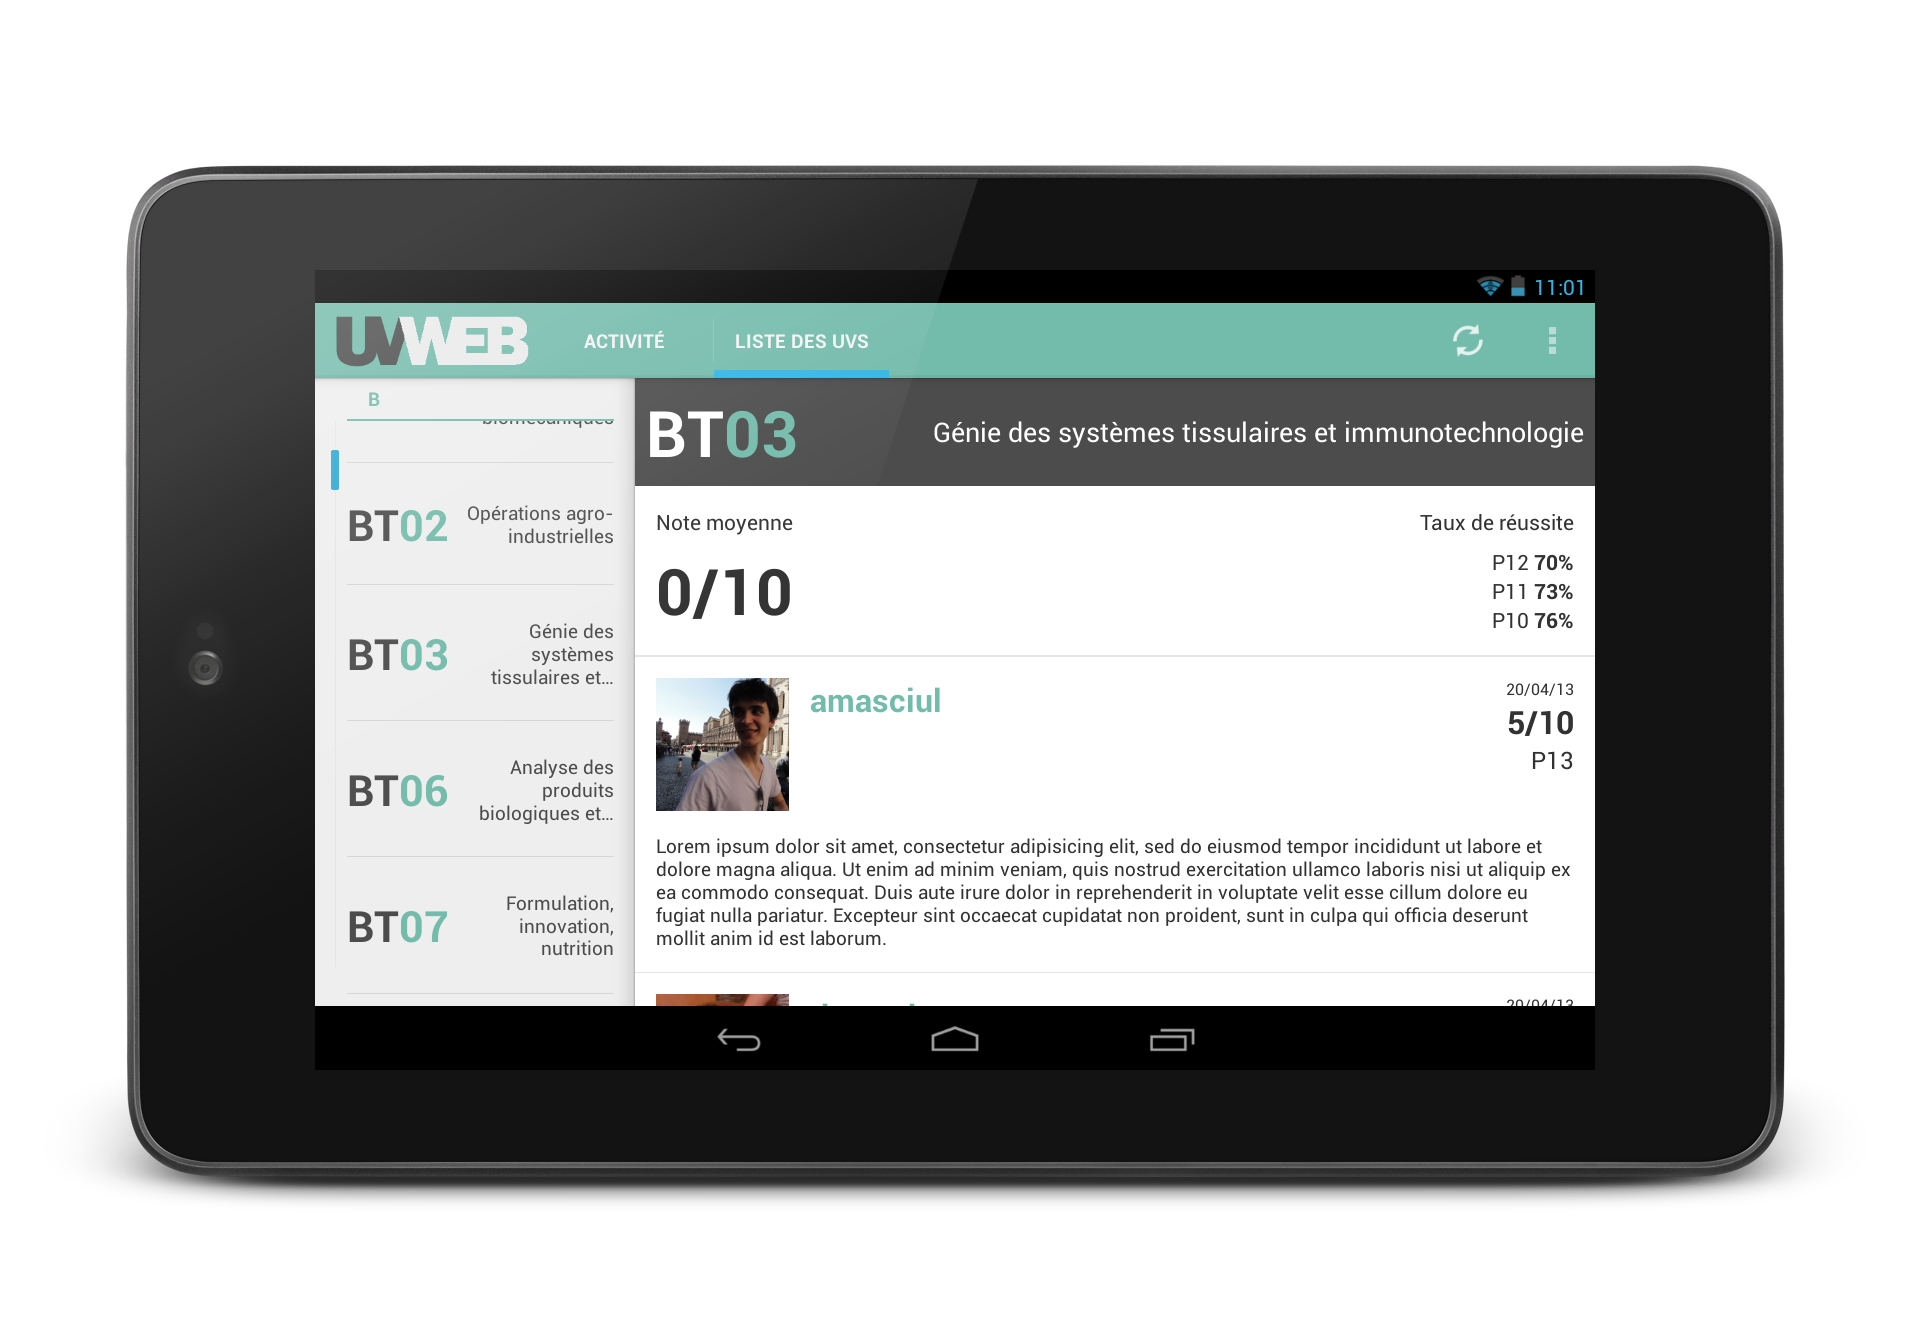 11:01
UVWEB
ACTIVITÉ
LISTE DES UVS
B
biomécaniques
BT02
Opérations agro-
industrielles
BT03
Génie des
systèmes
tissulaires et...
BT06
Analyse des
produits
biologiques et...
BT07
Formulation,
innovation,
nutrition
BT03
Génie des systèmes tissulaires et immunotechnologie
Note moyenne
0/10
Taux de réussite
P12 70%
P11 73%
P10 76%
amasciul
20/04/13
5/10
P13
Lorem ipsum dolor sit amet, consectetur adipisicing elit, sed do eiusmod tempor incididunt ut labore et
dolore magna aliqua. Ut enim ad minim veniam, quis nostrud exercitation ullamco laboris nisi ut aliquip ex
ea commodo consequat. Duis aute irure dolor in reprehenderit in voluptate velit esse cillum dolore eu
fugiat nulla pariatur. Excepteur sint occaecat cupidatat non proident, sunt in culpa qui officia deserunt
mollit anim id est laborum.
20/04/13